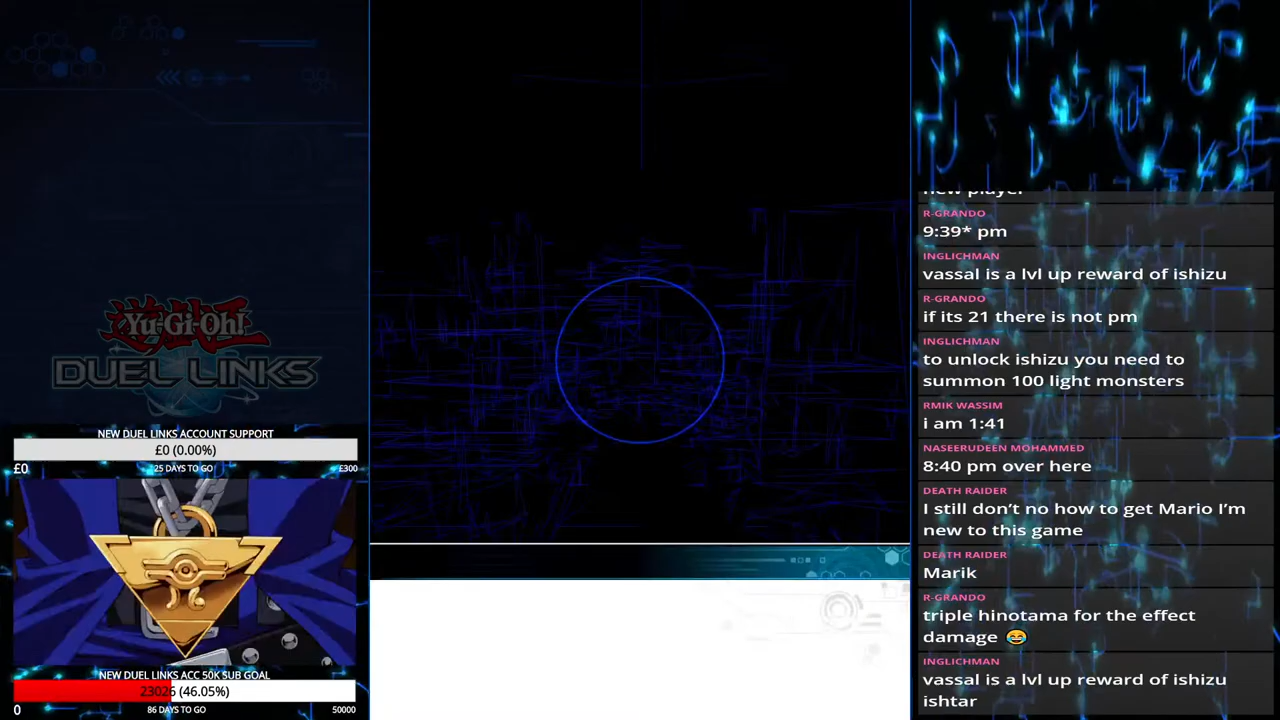 Yu-Gi-Oh!
DUEL LINKS
NEW DUEL LINKS ACCOUNT SUPPORT
£0 (0.00%)
£0
25 DAYS TO GO
£300
NEW DUEL LINKS ACC 50K SUB GOAL
23026 (46.05%)
0
86 DAYS TO GO
50000
new player
R-GRANDO
9:39* pm
INGLICHMAN
vassal is a lvl up reward of ishizu
R-GRANDO
if its 21 there is not pm
INGLICHMAN
to unlock ishizu you need to
summon 100 light monsters
RMIK WASSIM
i am 1:41
NASEERUDEEN MOHAMMED
8:40 pm over here
DEATH RAIDER
I still don’t no how to get Mario I’m
new to this game
DEATH RAIDER
Marik
R-GRANDO
triple hinotama for the effect
damage 😂
INGLICHMAN
vassal is a lvl up reward of ishizu
ishtar